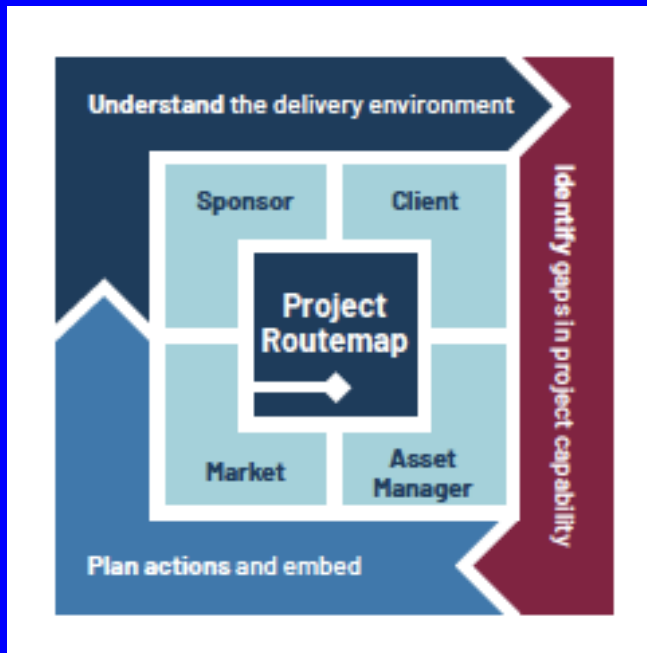 Understand the delivery environment
Identify gaps in project capability
Sponsor
Client
Project
Routemap
Market
Asset
Manager
Plan actions and embed